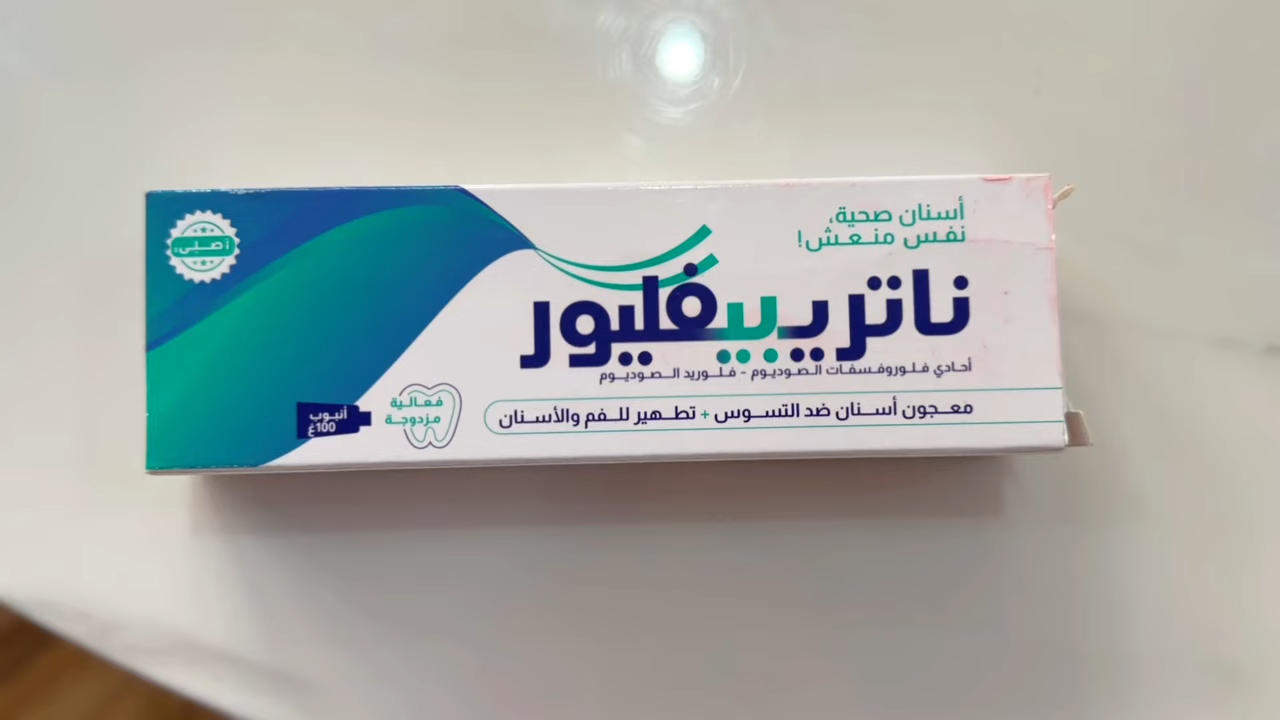 أصلي
أسنان صحية،
نفس منعش!
ناتريبيفليور
أحادي فلوروفسفات الصوديوم - فلوريد الصوديوم
معجون أسنان ضد التسوس + تطهير للفم والأسنان
فعالية
مزدوجة
أنبوب
100غ